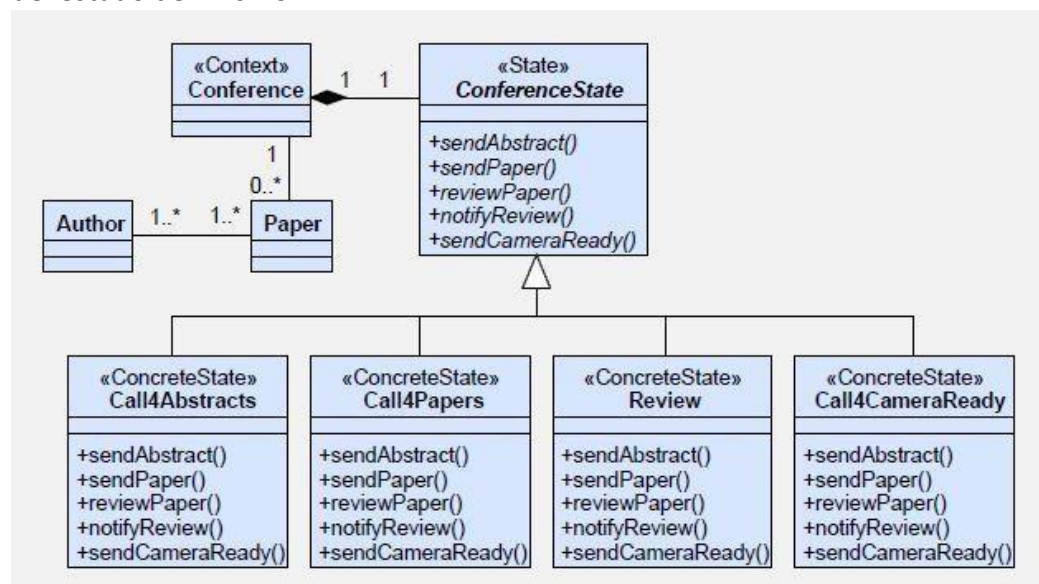 «Context»
Conference
1 1
«State»
ConferenceState
+sendAbstract()
+sendPaper()
+reviewPaper()
+notifyReview()
+sendCameraReady()
1
0..*
Author
1..* 1..*
Paper
«ConcreteState»
Call4Abstracts
+sendAbstract()
+sendPaper()
+reviewPaper()
+notifyReview()
+sendCameraReady()
«ConcreteState»
Call4Papers
+sendAbstract()
+sendPaper()
+reviewPaper()
+notifyReview()
+sendCameraReady()
«ConcreteState»
Review
+sendAbstract()
+sendPaper()
+reviewPaper()
+notifyReview()
+sendCameraReady()
«ConcreteState»
Call4CameraReady
+sendAbstract()
+sendPaper()
+reviewPaper()
+notifyReview()
+sendCameraReady()